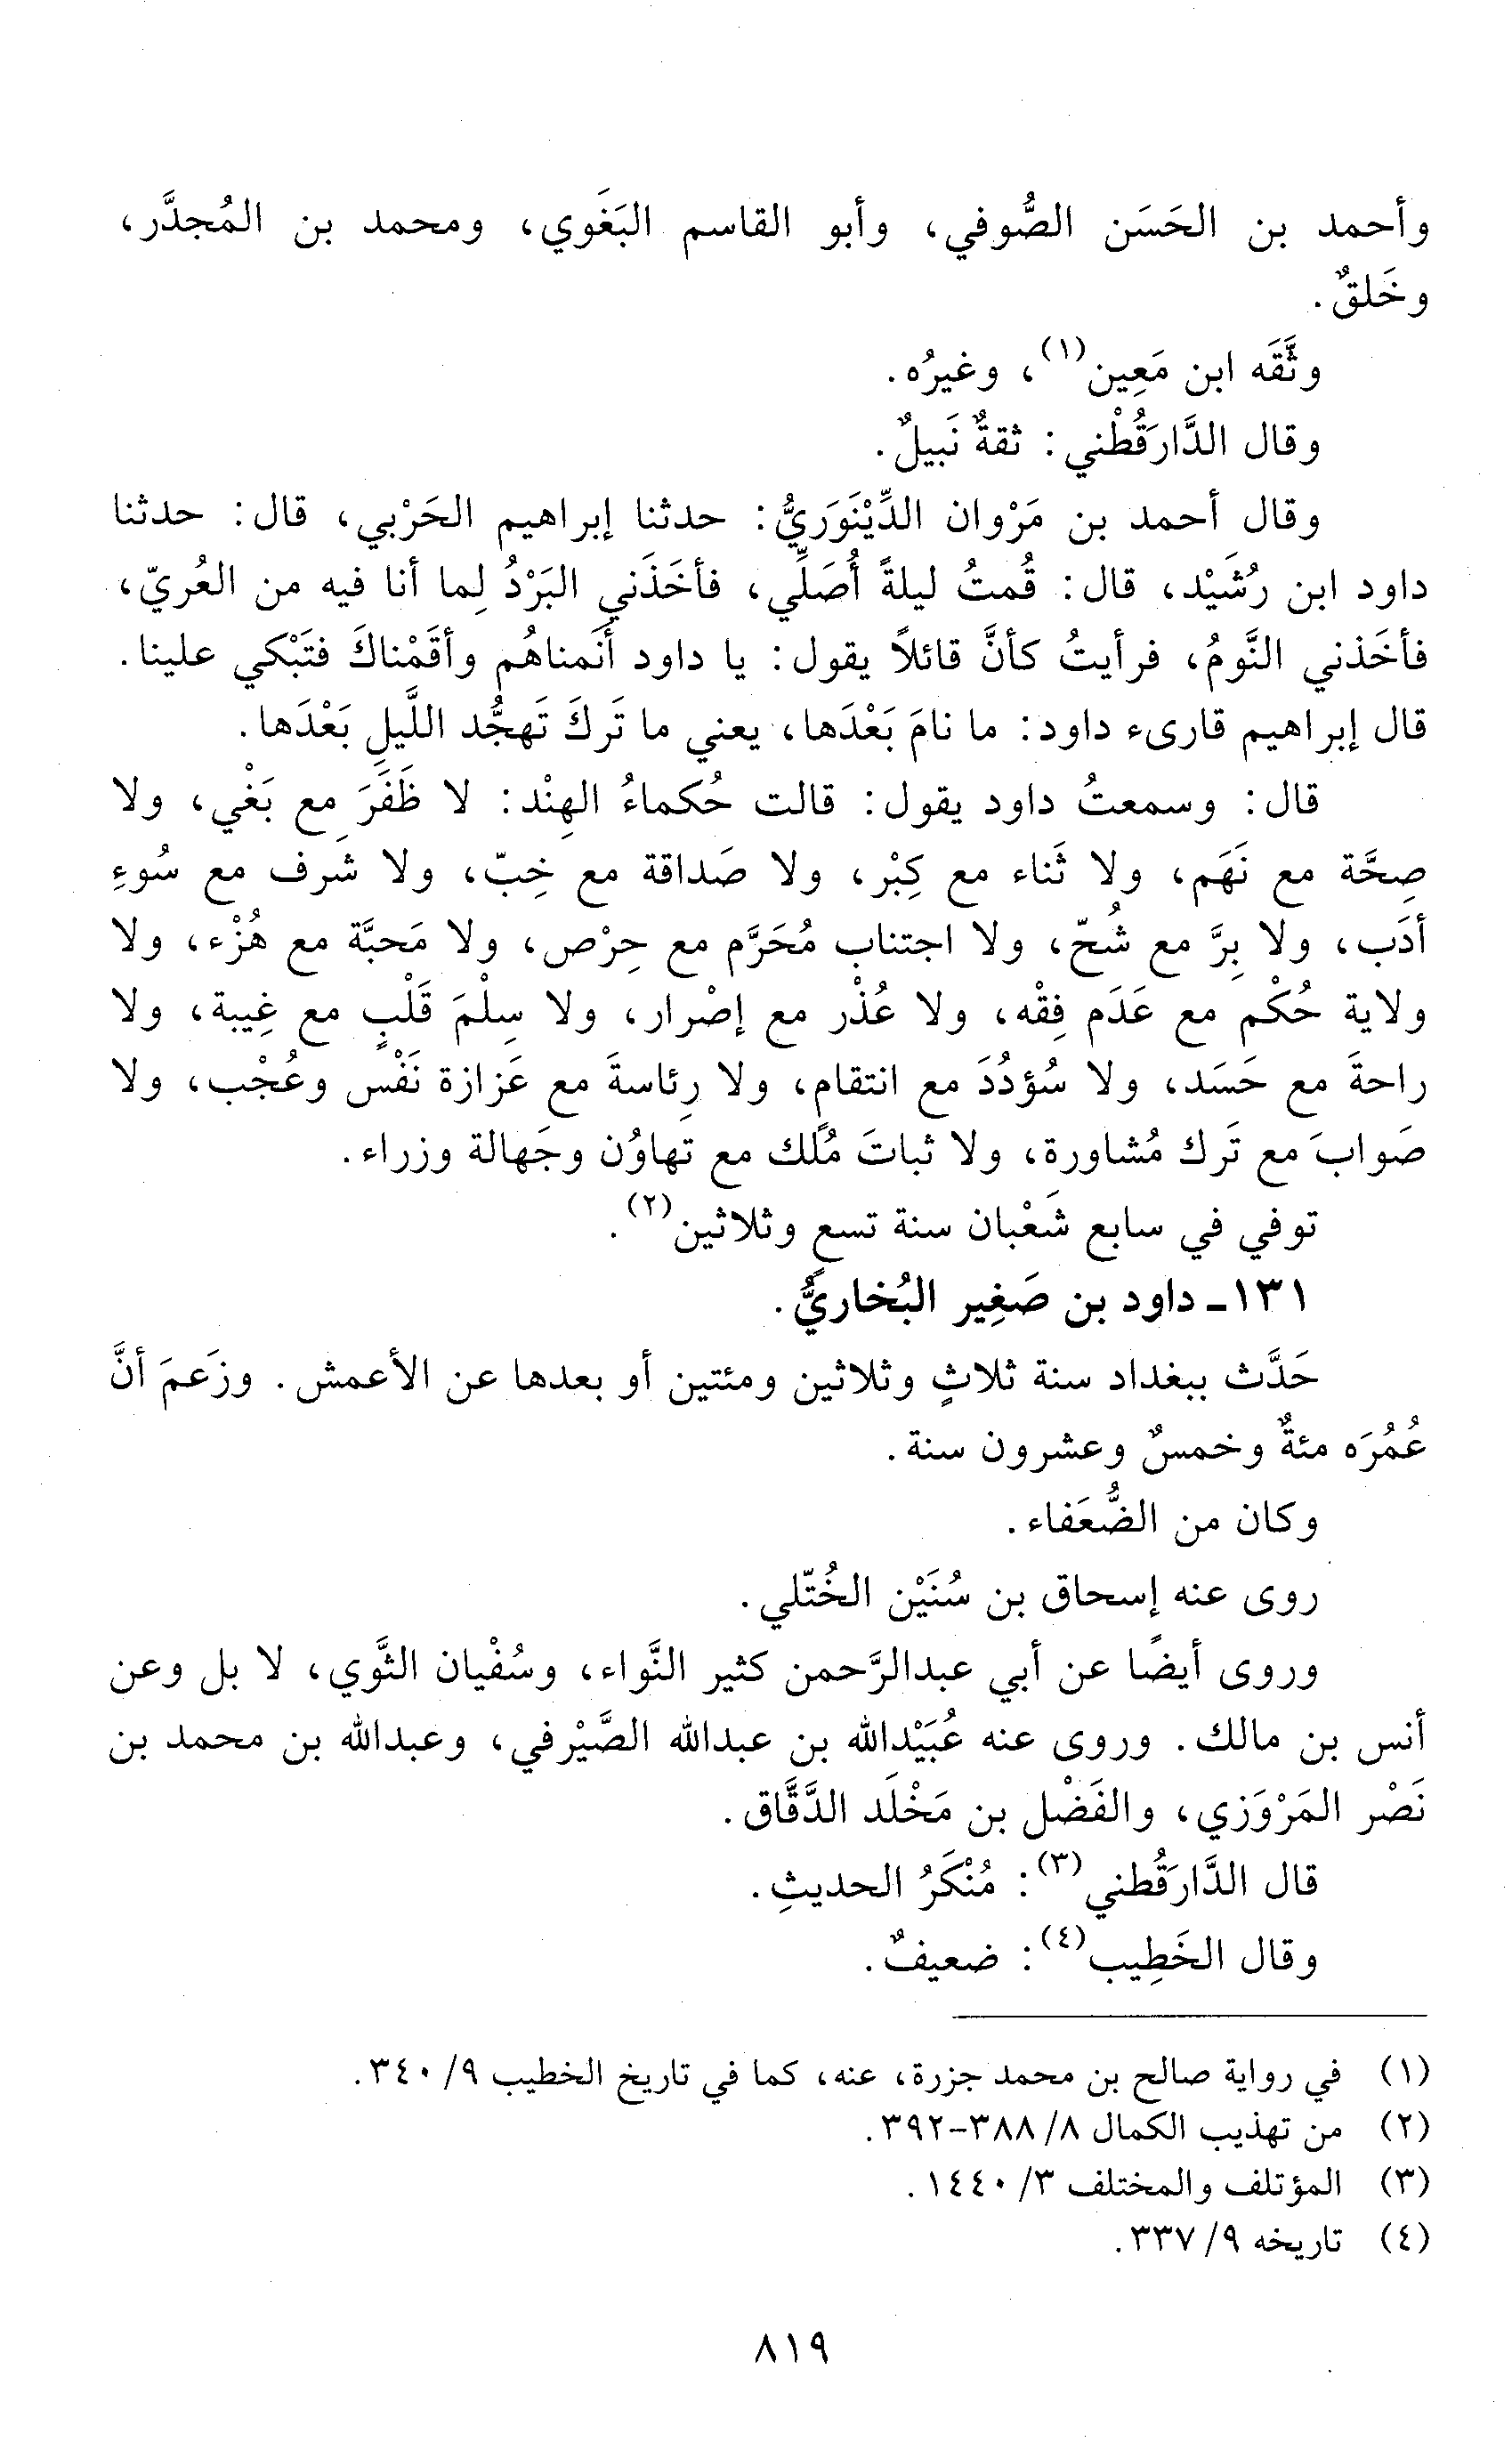 وأحمد بن الحَسَن الصُّوفي، وأبو القاسم البَغَوي، ومحمد بن المُجدَّر،
وخَلقٌ.
وثَّقَه ابن مَعِين(١)، وغيرُه.
وقال الدَّارَقُطْني: ثقةٌ نَبيلٌ.
وقال أحمد بن مَرْوان الدِّيْنَوَريُّ: حدثنا إبراهيم الحَرْبي، قال: حدثنا
داود ابن رُشَيْد، قال: قُمتُ ليلةً أُصَلِّي، فأخَذَني البَرْدُ لِما أنا فيه من العُريّ،
فأخَذني النَّومُ، فرأيتُ كأنَّ قائلاً يقول: يا داود أنَمناهُم وأقَمْناكَ فتَبْكي علينا.
قال إبراهيم قارىء داود: ما نامَ بَعْدَها، يعني ما تَركَ تَهجُّد اللَّيلِ بَعْدَها.
قال: وسمعتُ داود يقول: قالت حُكماءُ الهِنْد: لا ظَفَرَ مع بَغْي، ولا
صِحَّة مع نَهَم، ولا ثَناء مع كِبْر، ولا صَداقة مع خِبّ، ولا شَرف مع سُوءِ
أدَب، ولا بِرَّ مع شُحّ، ولا اجتناب مُحَرَّم مع حِرْص، ولا مَحبَّة مع هُزْء، ولا
ولاية حُكْم مع عَدَم فِقْه، ولا عُذْر مع إصْرار، ولا سِلْمَ قَلْبٍ مع غِيبة، ولا
راحةَ مع حَسَد، ولا سُؤدُدَ مع انتقامٍ، ولا رِئاسةَ مع عَزازة نَفْس وعُجْب، ولا
صَوابَ مع تَرك مُشاورة، ولا ثباتَ مُلك مع تَهاوُن وجَهالة وزراء.
توفي في سابع شَعْبان سنة تسعٍ وثلاثين(٢).
١٣١- داود بن صَغِير البُخاريُّ.
حَدَّث ببغداد سنة ثلاثٍ وثلاثين ومئتين أو بعدها عن الأعمش. وزَعمَ أنَّ
عُمُرَه مئةٌ وخمسٌ وعشرون سنة.
وكان من الضُّعَفاء.
روى عنه إسحاق بن سُنَيْن الخُتّلي.
وروى أيضًا عن أبي عبدالرَّحمن كثير النَّواء، وسُفْيان الثَّوي، لا بل وعن
أنس بن مالك. وروى عنه عُبَيْدالله بن عبدالله الصَّيْرفي، وعبدالله بن محمد بن
نَصْر المَرْوَزي، والفَضْل بن مَخْلَد الدَّقَّاق.
قال الدَّارَقُطني(٣): مُنْكَرُ الحديثِ.
وقال الخَطِيب(٤): ضعيفٌ.
(١) في رواية صالح بن محمد جزرة، عنه، كما في تاريخ الخطيب ٩/ ٣٤٠.
(٢) من تهذيب الكمال ٨/ ٣٨٨-٣٩٢.
(٣) المؤتلف والمختلف ٣/ ١٤٤٠.
(٤) تاريخه ٩/ ٣٣٧.
٨١٩